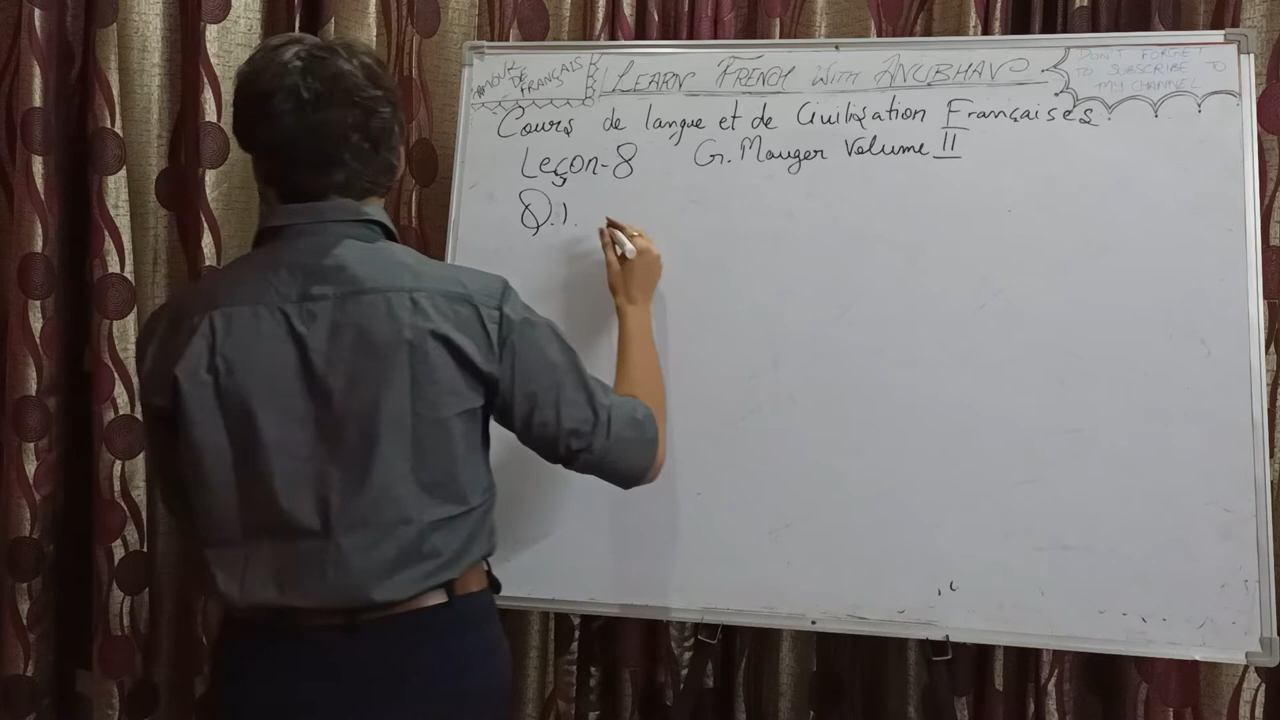 AMOUR DE FRANÇAIS
LEARN FRENCH WITH ANUBHAV
DON'T FORGET
TO SUBSCRIBE TO
MY CHANNEL
Cours de langue et de Civilisation Françaises
Leçon-8 G. Mauger Volume II
Q.1.